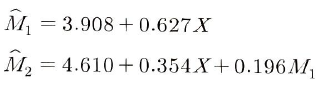 M̂₁ = 3.908 + 0.627X
M̂₂ = 4.610 + 0.354X + 0.196M₁